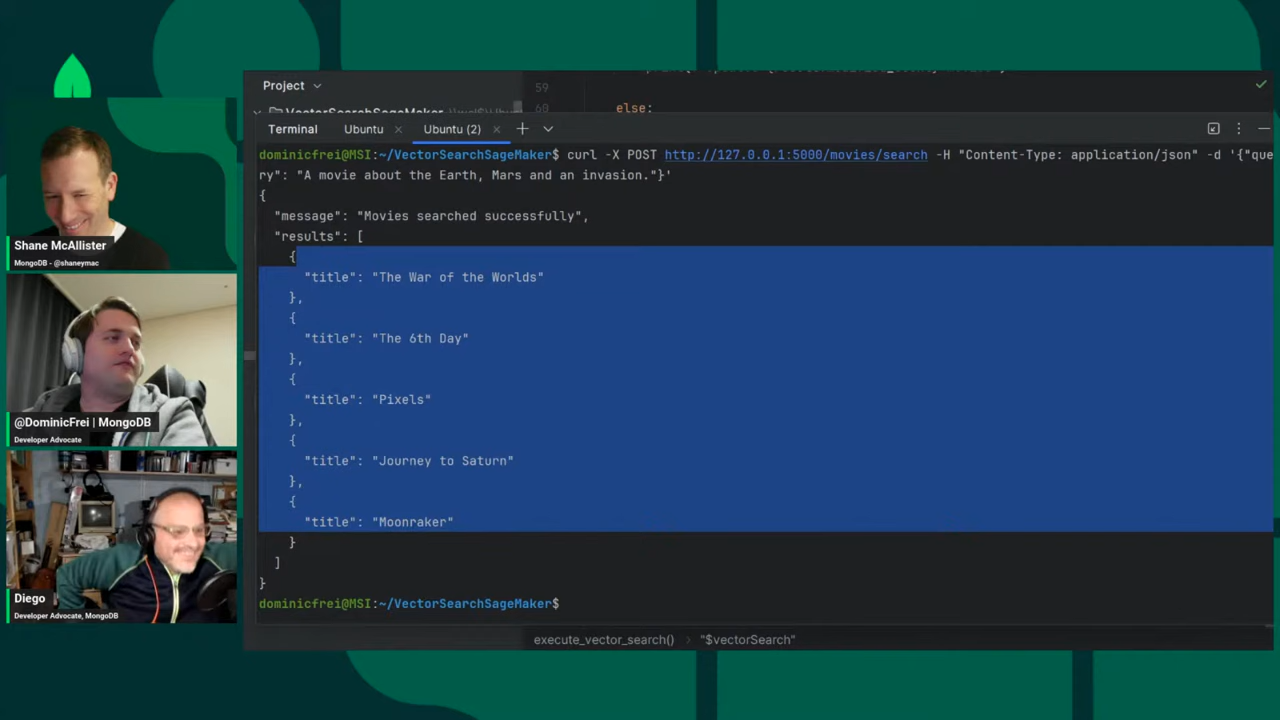 Project
59
VectorSearchSageMaker
60
else:
Terminal
Ubuntu
Ubuntu (2)
dominicfrei@MSI:~/VectorSearchSageMaker$ curl -X POST http://127.0.0.1:5000/movies/search -H "Content-Type: application/json" -d '{"que
ry": "A movie about the Earth, Mars and an invasion."}'
{
"message": "Movies searched successfully",
"results": [
{
"title": "The War of the Worlds"
},
{
"title": "The 6th Day"
},
{
"title": "Pixels"
},
{
"title": "Journey to Saturn"
},
{
"title": "Moonraker"
}
]
}
dominicfrei@MSI:~/VectorSearchSageMaker$
execute_vector_search() > "$vectorSearch"
Shane McAllister
MongoDB - @shaneymac
@DominicFrei | MongoDB
Developer Advocate
Diego
Developer Advocate, MongoDB